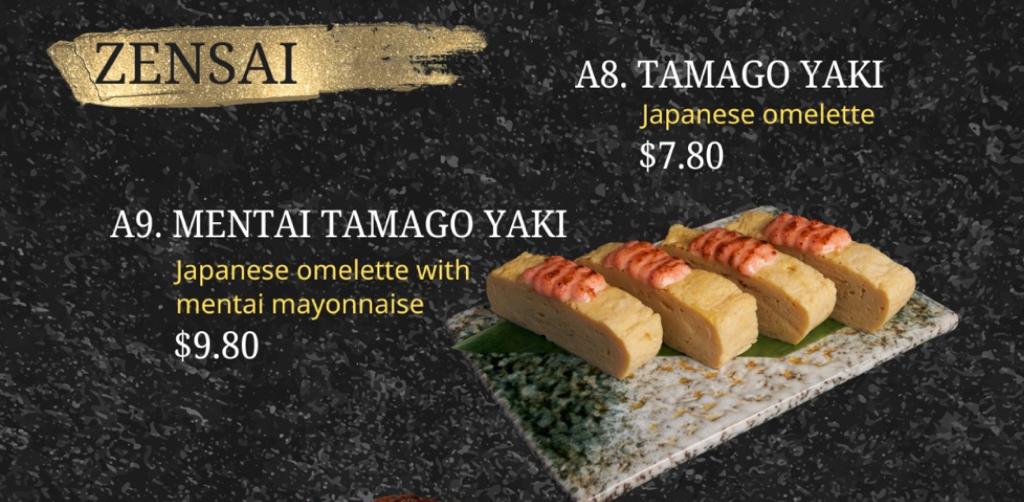 ZENSAI
A8. TAMAGO YAKI
Japanese omelette
$7.80
A9. MENTAI TAMAGO YAKI
Japanese omelette with
mentai mayonnaise
$9.80